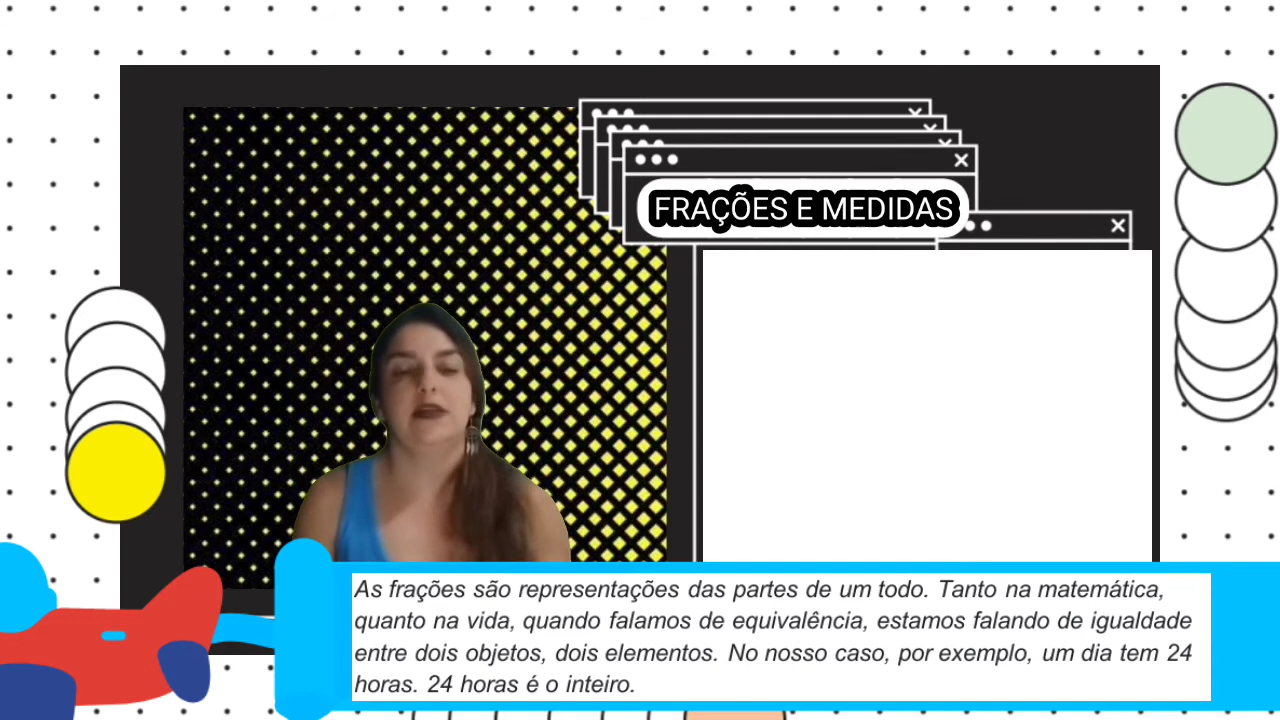 FRAÇÕES E MEDIDAS
As frações são representações das partes de um todo. Tanto na matemática,
quanto na vida, quando falamos de equivalência, estamos falando de igualdade
entre dois objetos, dois elementos. No nosso caso, por exemplo, um dia tem 24
horas. 24 horas é o inteiro.